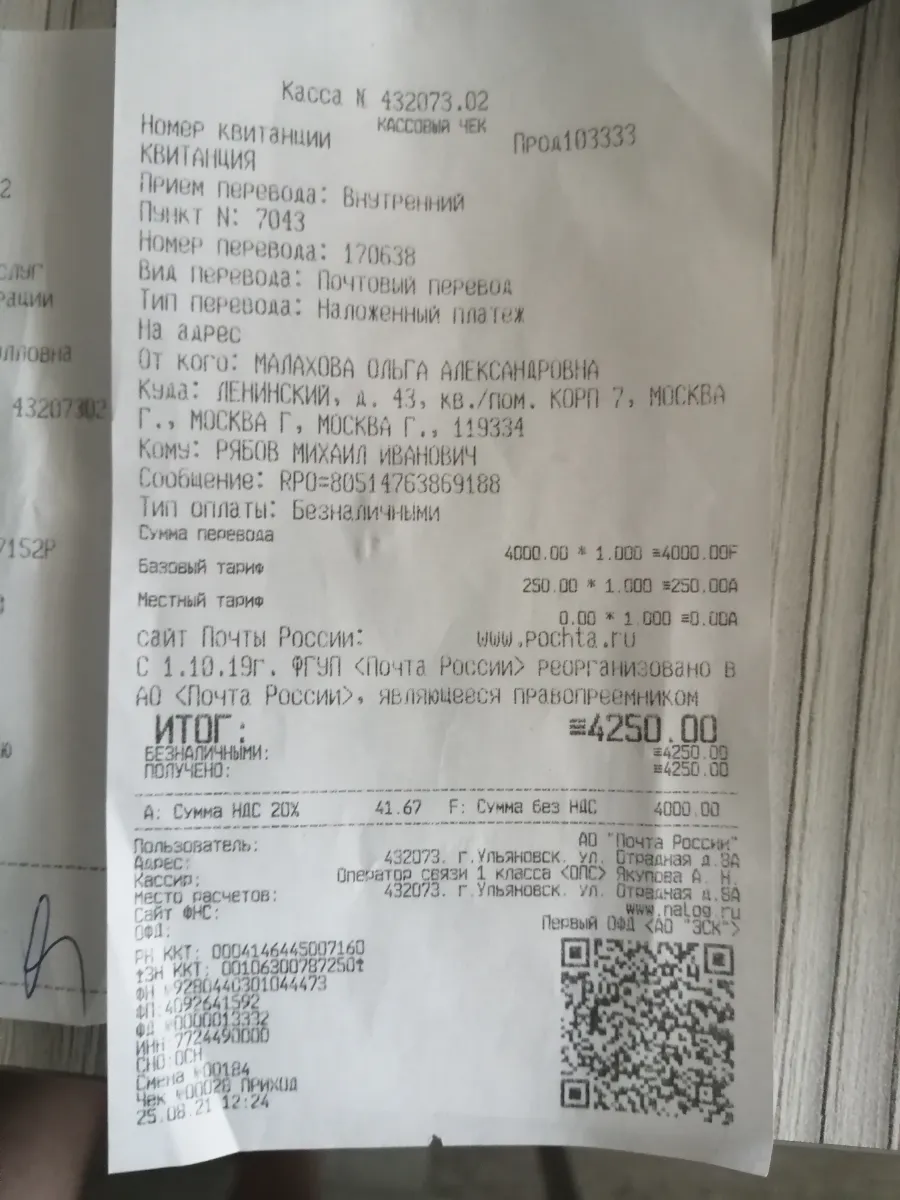 Касса N 432073.02
КАССОВЫЙ ЧЕК
Номер квитанции Прод103333
КВИТАНЦИЯ
Прием перевода: Внутренний
Пункт N: 7043
Номер перевода: 170638
Вид перевода: Почтовый перевод
Тип перевода: Наложенный платеж
На адрес
От кого: МАЛАХОВА ОЛЬГА АЛЕКСАНДРОВНА
Куда: ЛЕНИНСКИЙ, д. 43, кв./пом. КОРП 7, МОСКВА
Г., МОСКВА Г, МОСКВА Г., 119334
Кому: РЯБОВ МИХАИЛ ИВАНОВИЧ
Сообщение: RPO=80514763869188
Тип оплаты: Безналичными
Сумма перевода
4000.00 * 1.000 ≡4000.00F
Базовый тариф
250.00 * 1.000 ≡250.00A
Местный тариф
0.00 * 1.000 ≡0.00A
сайт Почты России: www.pochta.ru
С 1.10.19г. ФГУП <Почта России> реорганизовано в
АО <Почта России>, являющееся правопреемником
ИТОГ: ≡4250.00
БЕЗНАЛИЧНЫМИ: ≡4250.00
ПОЛУЧЕНО: ≡4250.00
A: Сумма НДС 20% 41.67 F: Сумма без НДС 4000.00
Пользователь: АО "Почта России"
Адрес: 432073. г.Ульяновск. ул. Отрадная д.8А
Кассир: Оператор связи 1 класса <ОПС> Якупова А. Н.
Место расчетов: 432073. г.Ульяновск. ул. Отрадная д.8А
Сайт ФНС: www.nalog.ru
ОФД: Первый ОФД <АО "ЭСК">
РН ККТ: 0004146445007160
ЗН ККТ: 00106300787250
ФН 9280440301044473
ФП:4092641592
ФД 0000013332
ИНН 7724490000
СНО:ОСН
Смена 00184
Чек 00028 ПРИХОД
25.08.21 12:24
2
слуг
рации
лловна
43207302
7152Р
ю